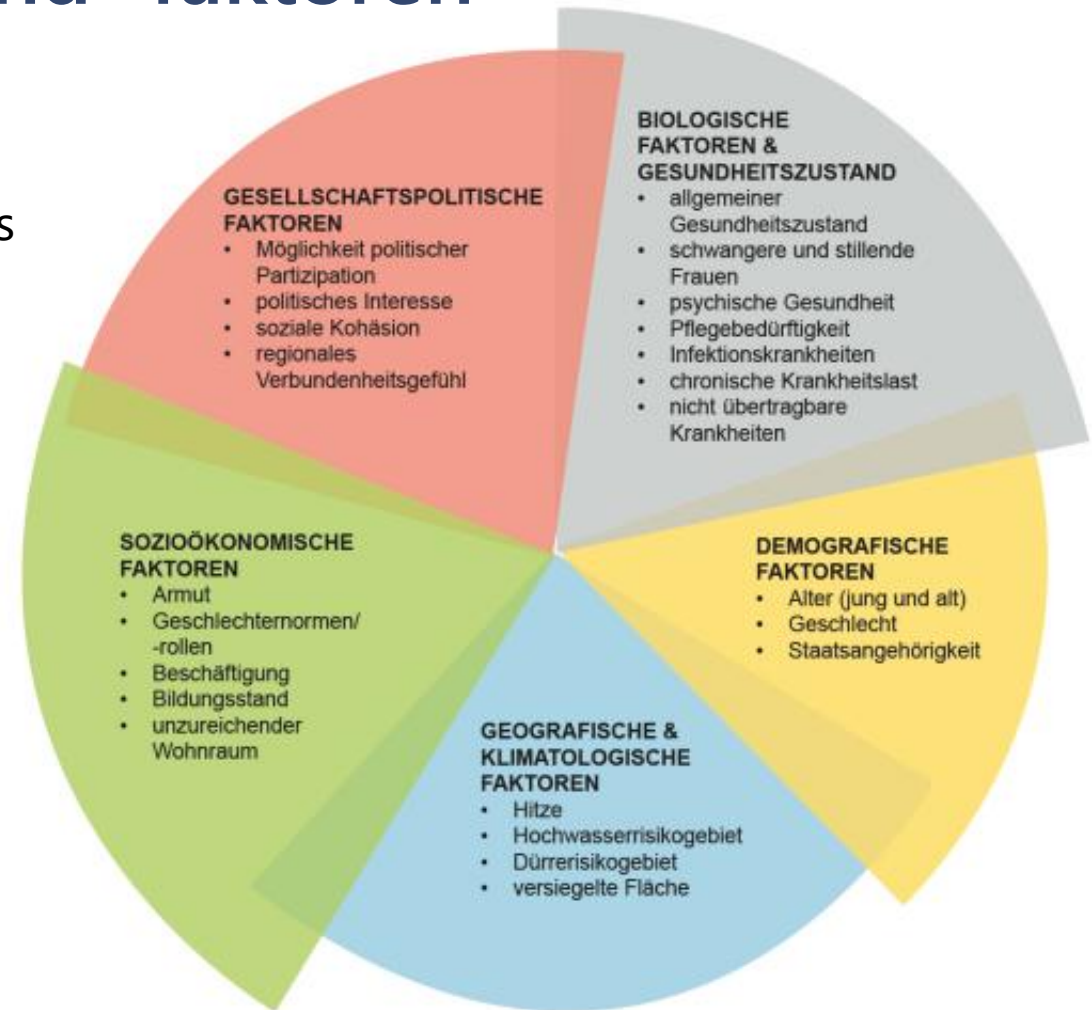 nd -faktoren
s
GESELLSCHAFTSPOLITISCHE
FAKTOREN
• Möglichkeit politischer
Partizipation
• politisches Interesse
• soziale Kohäsion
• regionales
Verbundenheitsgefühl
BIOLOGISCHE
FAKTOREN &
GESUNDHEITSZUSTAND
• allgemeiner
Gesundheitszustand
• schwangere und stillende
Frauen
• psychische Gesundheit
• Pflegebedürftigkeit
• Infektionskrankheiten
• chronische Krankheitslast
• nicht übertragbare
Krankheiten
SOZIOÖKONOMISCHE
FAKTOREN
• Armut
• Geschlechternormen/
-rollen
• Beschäftigung
• Bildungsstand
• unzureichender
Wohnraum
DEMOGRAFISCHE
FAKTOREN
• Alter (jung und alt)
• Geschlecht
• Staatsangehörigkeit
GEOGRAFISCHE &
KLIMATOLOGISCHE
FAKTOREN
• Hitze
• Hochwasserrisikogebiet
• Dürrerisikogebiet
• versiegelte Fläche